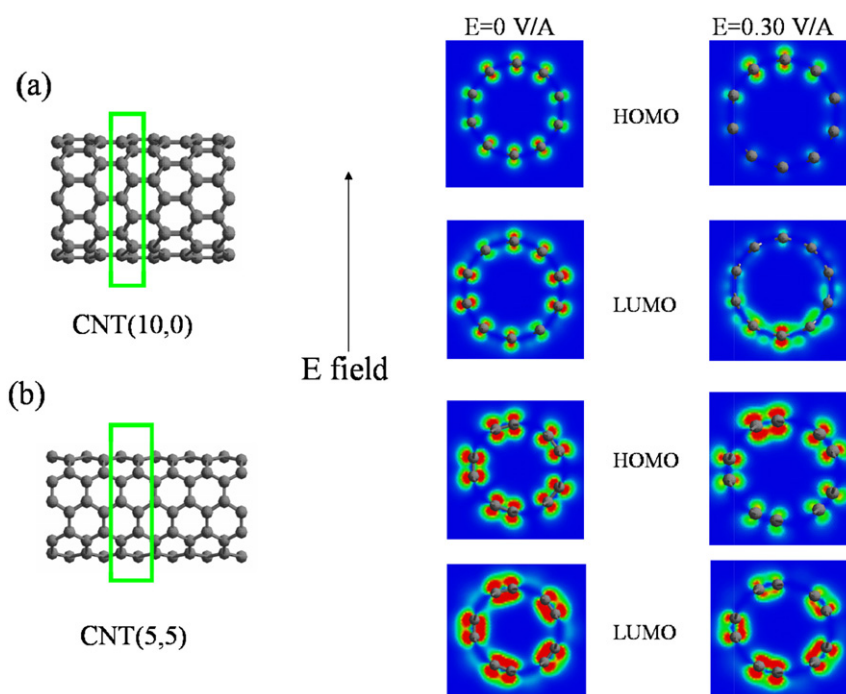 E=0 V/A
E=0.30 V/A
(a)
HOMO
CNT(10,0)
LUMO
E field
(b)
HOMO
CNT(5,5)
LUMO